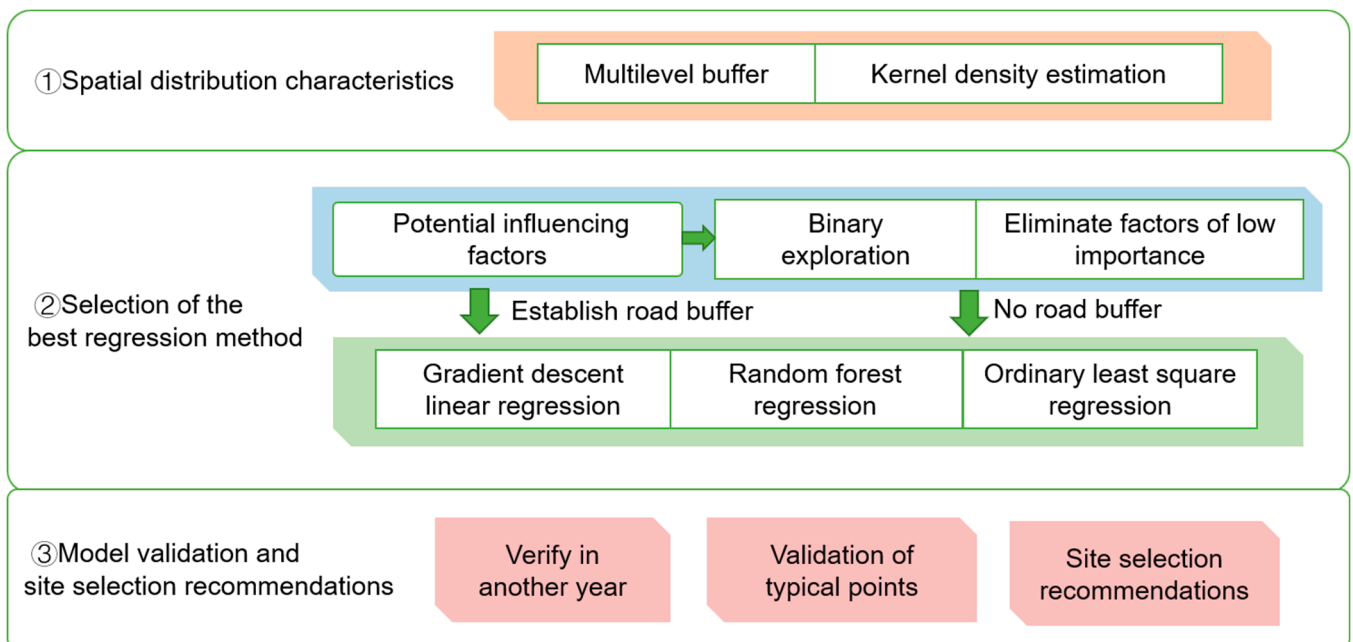 ①Spatial distribution characteristics
Multilevel buffer
Kernel density estimation
②Selection of the
best regression method
Potential influencing
factors
Binary
exploration
Eliminate factors of low
importance
Establish road buffer
No road buffer
Gradient descent
linear regression
Random forest
regression
Ordinary least square
regression
③Model validation and
site selection recommendations
Verify in
another year
Validation of
typical points
Site selection
recommendations